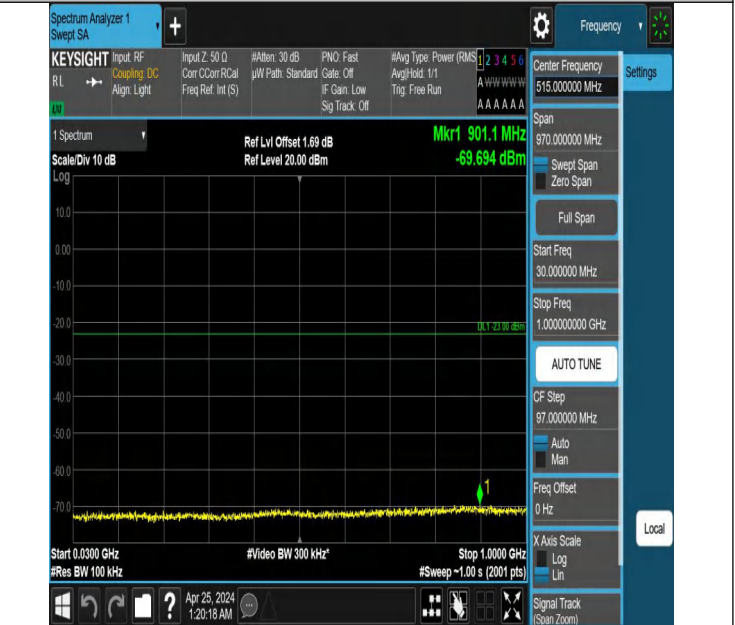 Spectrum Analyzer 1
Swept SA
+
Frequency
KEYSIGHT
RL
Input: RF
Coupling: DC
Align: Light
Input Z: 50 Ω
Corr CCorr RCal
Freq Ref: Int (S)
#Atten: 30 dB
µW Path: Standard
PNO: Fast
Gate: Off
IF Gain: Low
Sig Track: Off
#Avg Type: Power (RMS
Avg|Hold: 1/1
Trig: Free Run
1 2 3 4 5 6
A W W W W W
A A A A A A
1 Spectrum
Scale/Div 10 dB
Log
Ref Lvl Offset 1.69 dB
Ref Level 20.00 dBm
Mkr1 901.1 MHz
-69.694 dBm
10.0
0.00
-10.0
-20.0
-30.0
-40.0
-50.0
-60.0
-70.0
DL1 -23.00 dBm
1
Start 0.0300 GHz
#Res BW 100 kHz
#Video BW 300 kHz*
Stop 1.0000 GHz
#Sweep ~1.00 s (2001 pts)
Apr 25, 2024
1:20:18 AM
?
Center Frequency
515.000000 MHz
Settings
Span
970.000000 MHz
Swept Span
Zero Span
Full Span
Start Freq
30.000000 MHz
Stop Freq
1.000000000 GHz
AUTO TUNE
CF Step
97.000000 MHz
Auto
Man
Freq Offset
0 Hz
X Axis Scale
Log
Lin
Local
Signal Track
(Span Zoom)